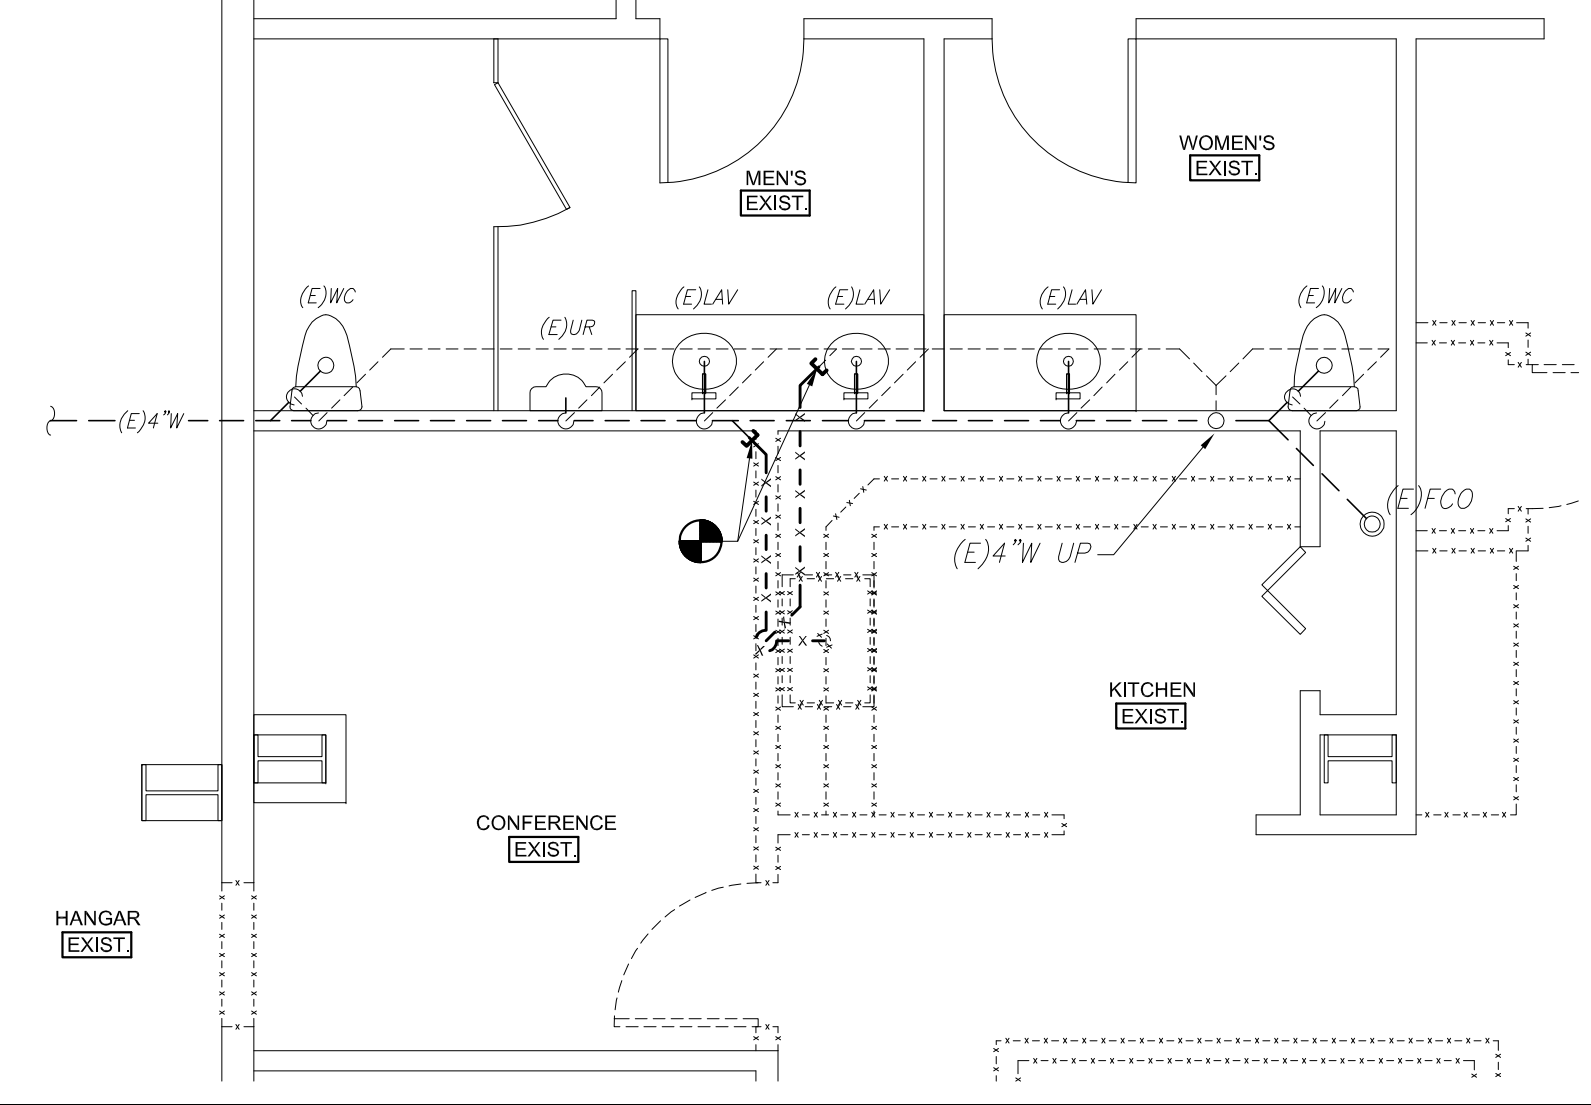 WOMEN'S
EXIST.
MEN'S
EXIST.
(E)WC
(E)UR
(E)LAV
(E)LAV
(E)LAV
(E)WC
(E)4"W
(E)FCO
(E)4"W UP
KITCHEN
EXIST.
CONFERENCE
EXIST.
HANGAR
EXIST.